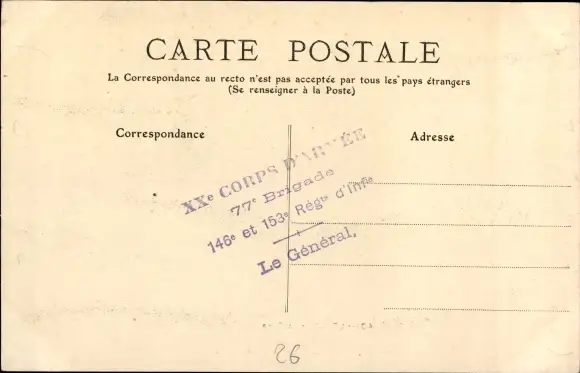 CARTE POSTALE
La Correspondance au recto n'est pas acceptée par tous les pays étrangers
(Se renseigner à la Poste)
Correspondance
Adresse
XXe CORPS D'ARMÉE
77e Brigade
146e et 153e Régts d'Infie
Le Général,
26